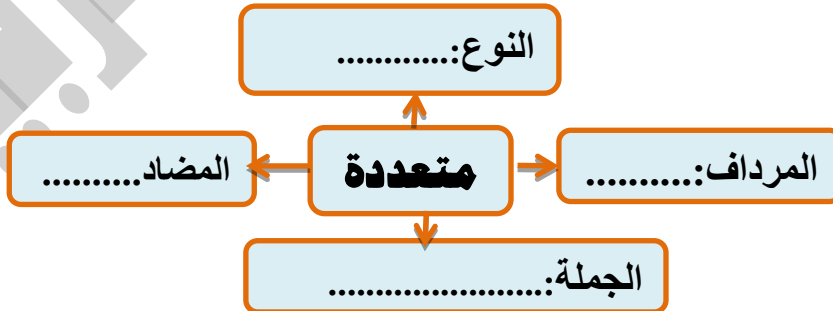 النوع:............
المرداف:..........
متعددة
المضاد..........
الجملة:......................